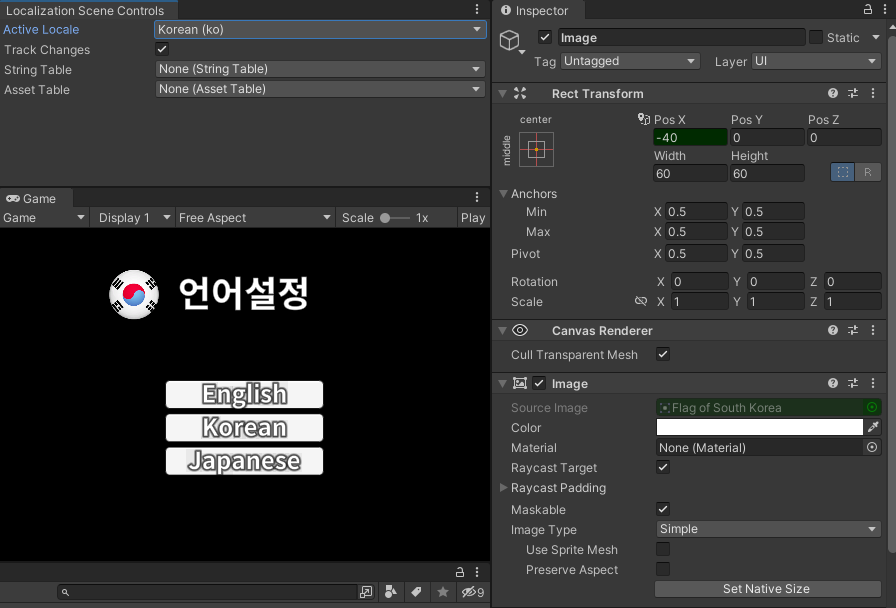 Localization Scene Controls
Active Locale Korean (ko)
Track Changes
String Table None (String Table)
Asset Table None (Asset Table)
Game
Game Display 1 Free Aspect Scale 1x Play
언어설정
English
Korean
Japanese
9
Inspector
Image Static
Tag Untagged Layer UI
Rect Transform
center
middle
Pos X Pos Y Pos Z
-40 0 0
Width Height
60 60 R
Anchors
Min X 0.5 Y 0.5
Max X 0.5 Y 0.5
Pivot X 0.5 Y 0.5
Rotation X 0 Y 0 Z 0
Scale X 1 Y 1 Z 1
Canvas Renderer
Cull Transparent Mesh
Image
Source Image Flag of South Korea
Color
Material None (Material)
Raycast Target
Raycast Padding
Maskable
Image Type Simple
Use Sprite Mesh
Preserve Aspect
Set Native Size